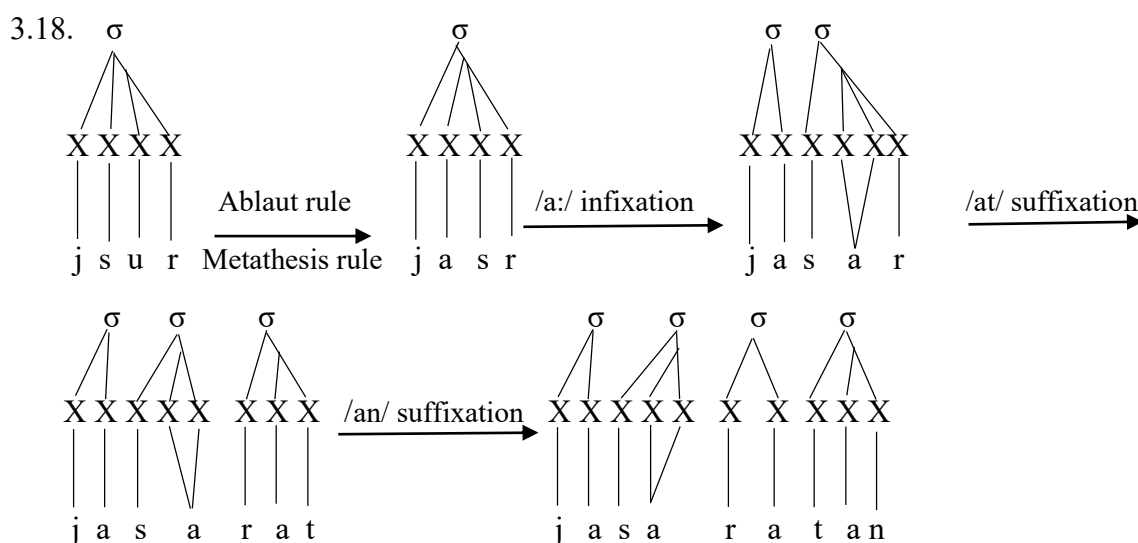 3.18. σ σ σ σ
X X X X X X X X X X X X X X
Ablaut rule /a:/ infixation /at/ suffixation
Metathesis rule
j s u r j a s r j a s a r
σ σ σ σ σ σ σ
X X X X X X X X X X X X X X X X X X
/an/ suffixation
j a s a r a t j a s a r a t a n